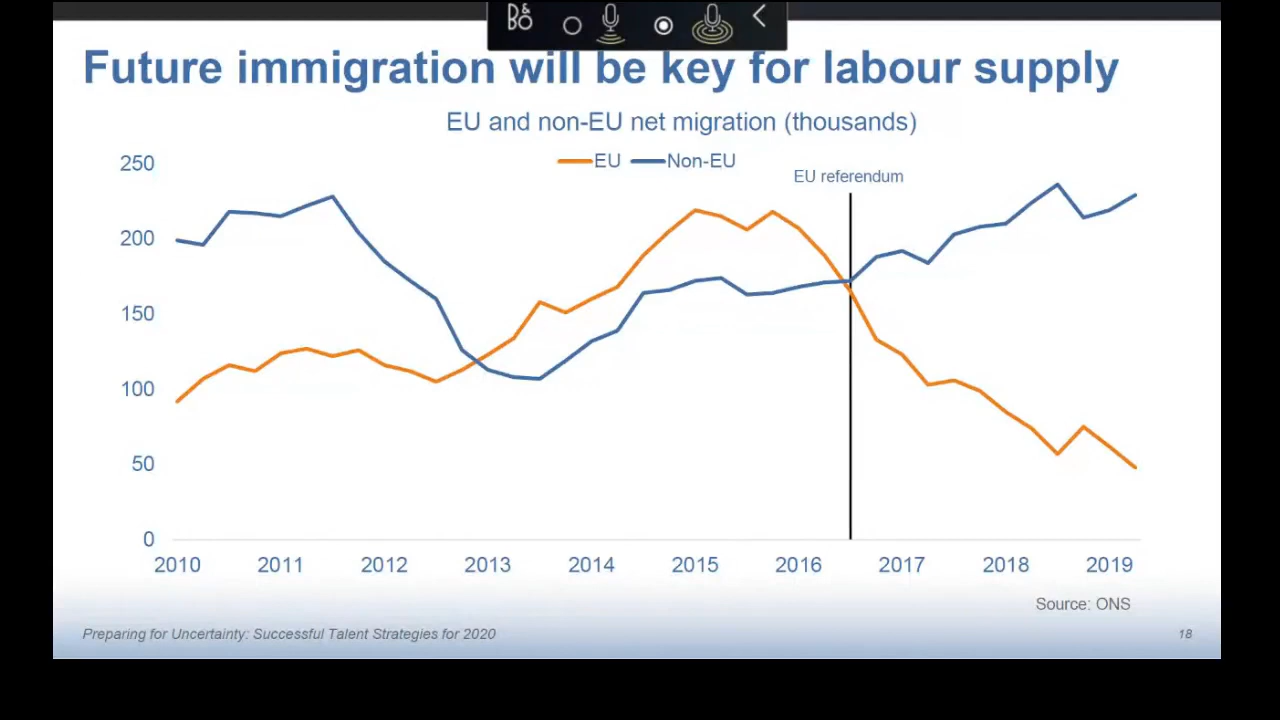 B&O
Future immigration will be key for labour supply
EU and non-EU net migration (thousands)
EU Non-EU
EU referendum
250
200
150
100
50
0
2010 2011 2012 2013 2014 2015 2016 2017 2018 2019
Source: ONS
Preparing for Uncertainty: Successful Talent Strategies for 2020
18